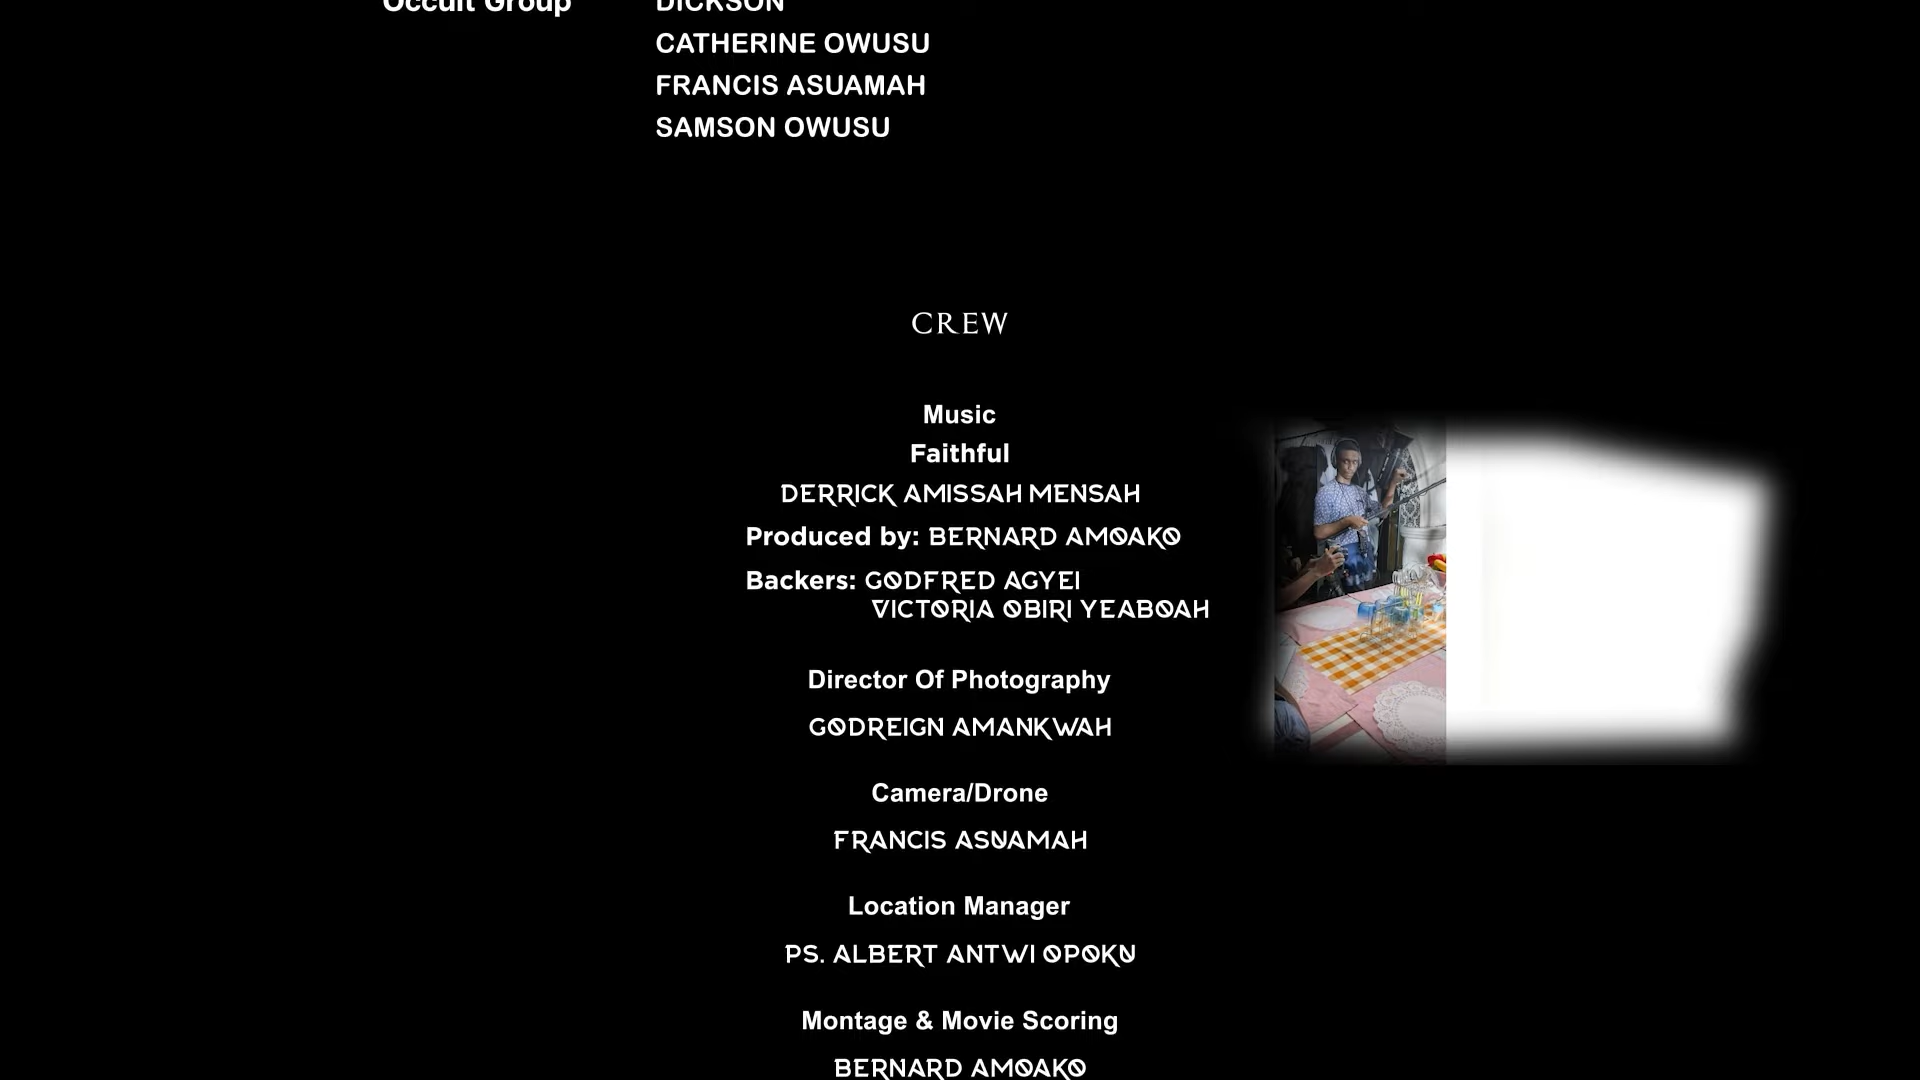 Occult Group DICKSON
CATHERINE OWUSU
FRANCIS ASUAMAH
SAMSON OWUSU
CREW
Music
Faithful
DERRICK AMISSAH MENSAH
Produced by: BERNARD AMOAKO
Backers: GODFRED AGYEI
VICTORIA OBIRI YEABOAH
Director Of Photography
GODREIGN AMANKWAH
Camera/Drone
FRANCIS ASUAMAH
Location Manager
PS. ALBERT ANTWI OPOKU
Montage & Movie Scoring
BERNARD AMOAKO